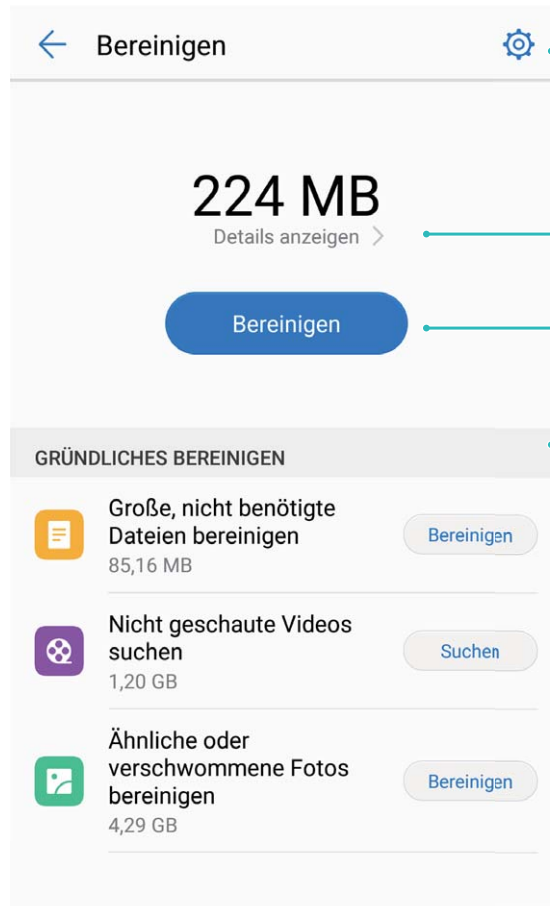 Bereinigen
224 MB
Details anzeigen
Bereinigen
GRÜNDLICHES BEREINIGEN
Große, nicht benötigte
Dateien bereinigen
85,16 MB
Bereinigen
Nicht geschaute Videos
suchen
1,20 GB
Suchen
Ähnliche oder
verschwommene Fotos
bereinigen
4,29 GB
Bereinigen